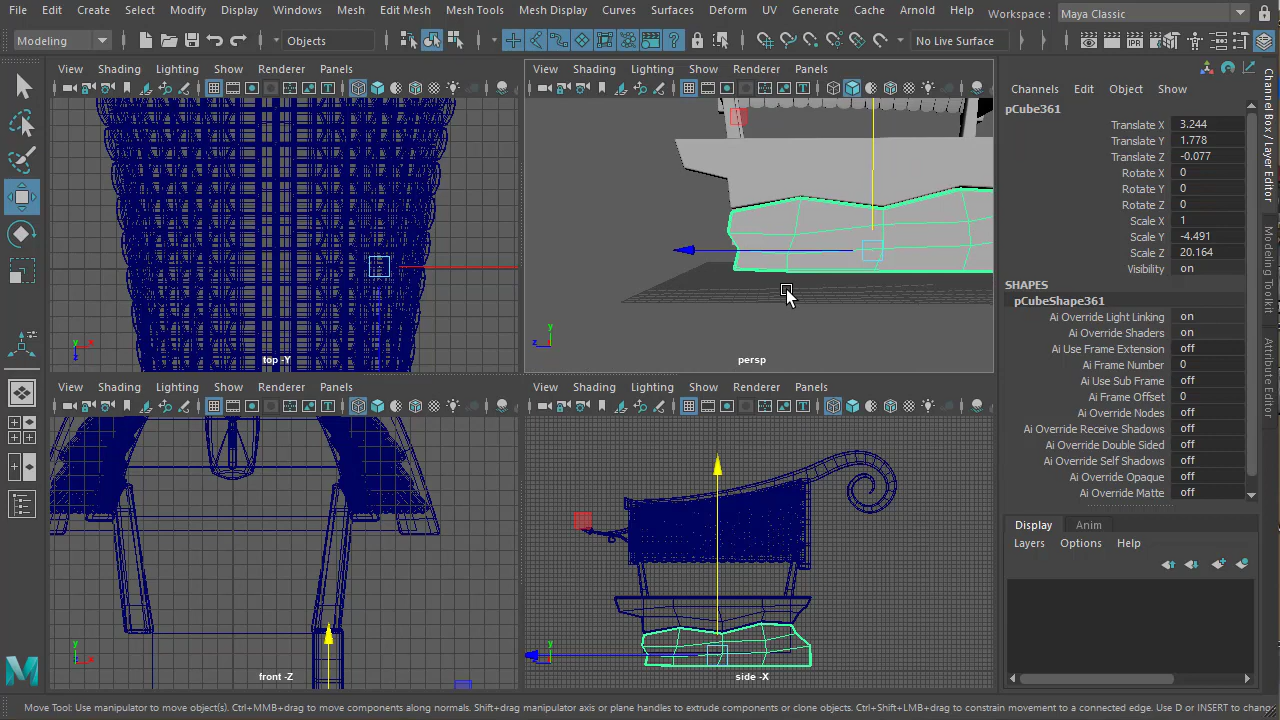 File Edit Create Select Modify Display Windows Mesh Edit Mesh Mesh Tools Mesh Display Curves Surfaces Deform UV Generate Cache Arnold Help Workspace : Maya Classic
Modeling Objects No Live Surface
View Shading Lighting Show Renderer Panels
View Shading Lighting Show Renderer Panels
Channels Edit Object Show
pCube361
Translate X 3.244
Translate Y 1.778
Translate Z -0.077
Rotate X 0
Rotate Y 0
Rotate Z 0
Scale X 1
Scale Y -4.491
Scale Z 20.164
Visibility on
SHAPES
pCubeShape361
Ai Override Light Linking on
Ai Override Shaders on
Ai Use Frame Extension off
Ai Frame Number 0
Ai Use Sub Frame off
Ai Frame Offset 0
Ai Override Nodes off
Ai Override Receive Shadows off
Ai Override Double Sided off
Ai Override Self Shadows off
Ai Override Opaque off
Ai Override Matte off
Channel Box / Layer Editor
Modeling Toolkit
Attribute Editor
top -Y
persp
View Shading Lighting Show Renderer Panels
View Shading Lighting Show Renderer Panels
front -Z
side -X
Display Anim
Layers Options Help
Move Tool: Use manipulator to move object(s). Ctrl+MMB+drag to move components along normals. Shift+drag manipulator axis or plane handles to extrude components or clone objects. Ctrl+Shift+LMB+drag to constrain movement to a connected edge. Use D or INSERT to change